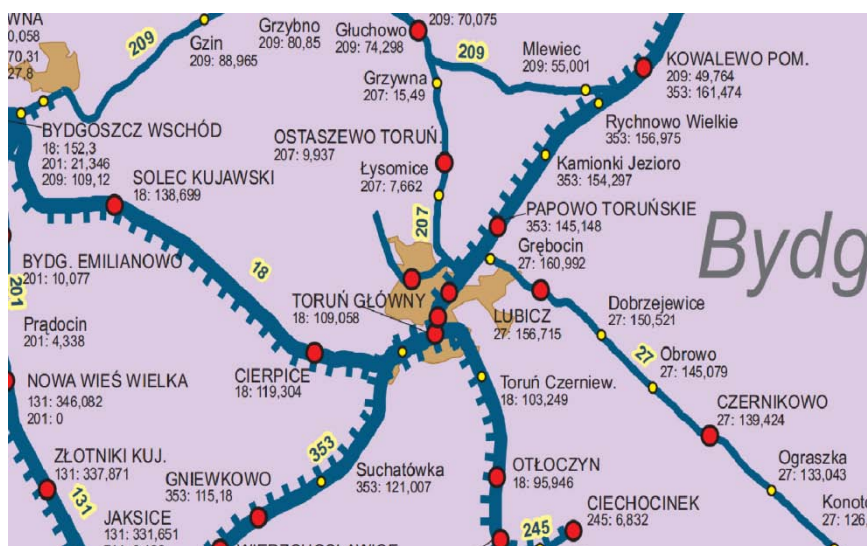 WNA
0,058
70,31
27,8
209
Gzin
209: 88,965
Grzybno
209: 80,85
Głuchowo
209: 74,298
209: 70,075
209
Mlewiec
209: 55,001
KOWALEWO POM.
209: 49,764
353: 161,474
Grzywna
207: 15,49
Rychnowo Wielkie
353: 156,975
BYDGOSZCZ WSCHÓD
18: 152,3
201: 21,346
209: 109,12
OSTASZEWO TORUŃ.
207: 9,937
Kamionki Jezioro
353: 154,297
SOLEC KUJAWSKI
18: 138,699
Łysomice
207: 7,662
PAPOWO TORUŃSKIE
353: 145,148
207
Grębocin
27: 160,992
Bydg
BYDG. EMILIANOWO
201: 10,077
201
18
TORUŃ GŁÓWNY
18: 109,058
LUBICZ
27: 156,715
Dobrzejewice
27: 150,521
Prądocin
201: 4,338
27
Obrowo
27: 145,079
CIERPICE
18: 119,304
Toruń Czerniew.
18: 103,249
NOWA WIEŚ WIELKA
131: 346,082
201: 0
CZERNIKOWO
27: 139,424
353
ZŁOTNIKI KUJ.
131: 337,871
GNIEWKOWO
353: 115,18
Suchatówka
353: 121,007
OTŁOCZYN
18: 95,946
Ograszka
27: 133,043
131
JAKSICE
131: 331,651
CIECHOCINEK
245: 6,832
245
Konoto
27: 126,